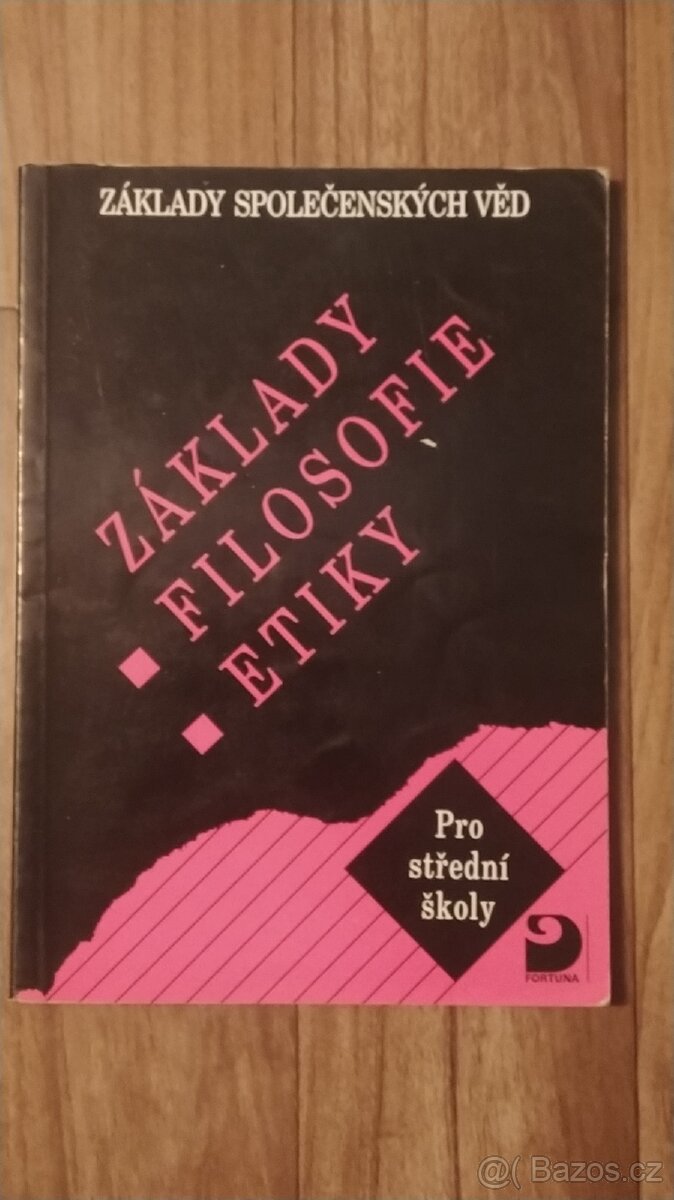 ZÁKLADY SPOLEČENSKÝCH VĚD
ZÁKLADY
▪ FILOSOFIE
▪ ETIKY
Pro
střední
školy
FORTUNA
@( Bazos.cz